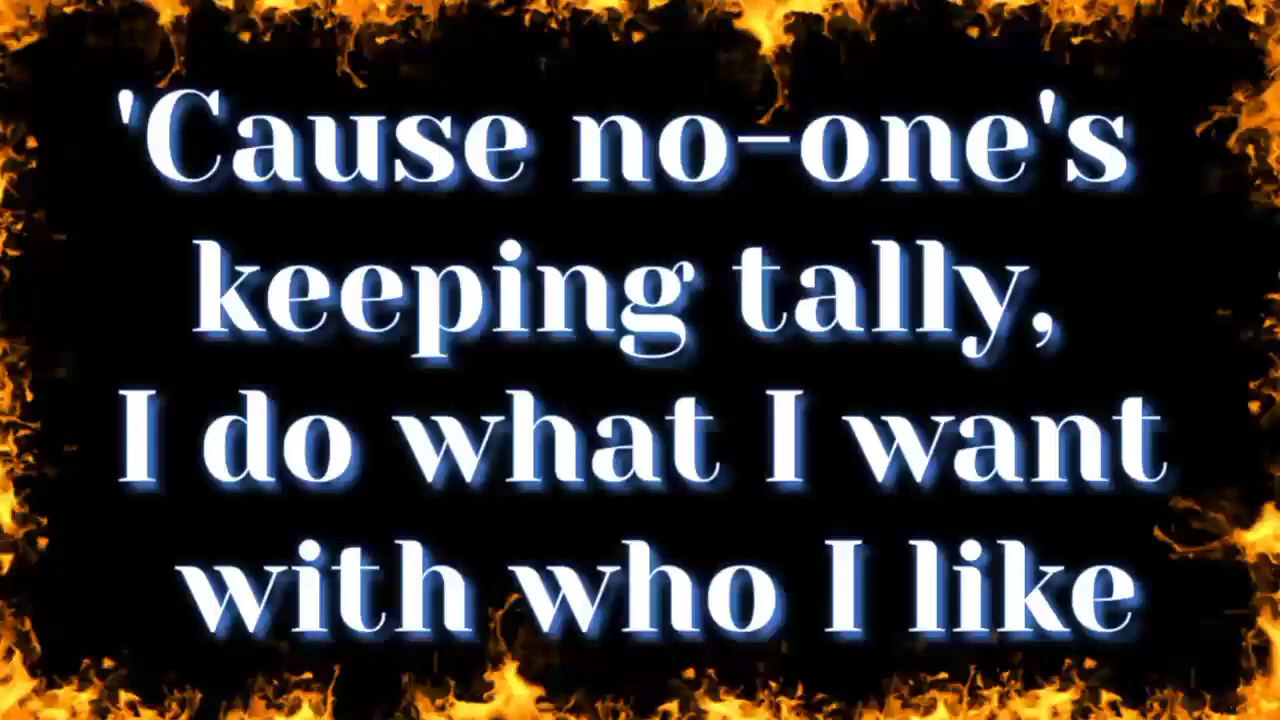 'Cause no-one's
keeping tally,
I do what I want
with who I like